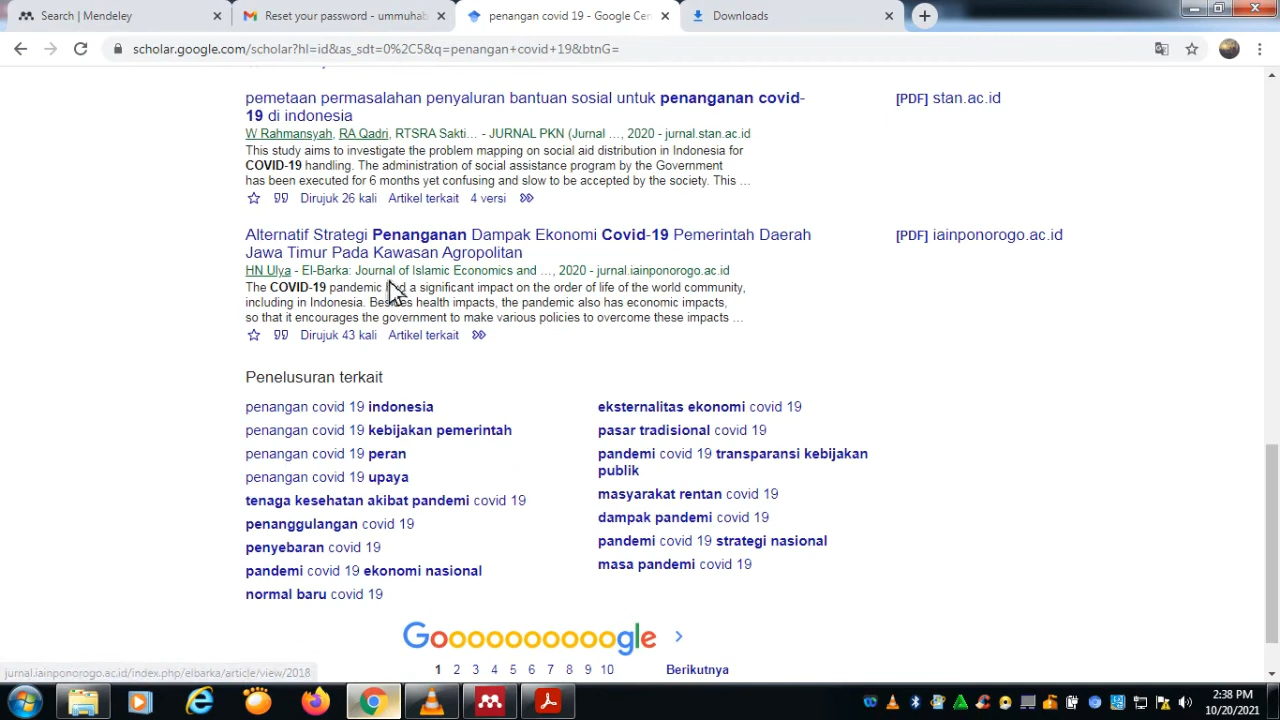 Search | Mendeley
Reset your password - ummuhab
penangan covid 19 - Google Cen
Downloads
scholar.google.com/scholar?hl=id&as_sdt=0%2C5&q=penangan+covid+19&btnG=
pemetaan permasalahan penyaluran bantuan sosial untuk penanganan covid-
19 di indonesia
[PDF] stan.ac.id
W Rahmansyah, RA Qadri, RTSRA Sakti... - JURNAL PKN (Jurnal ..., 2020 - jurnal.stan.ac.id
This study aims to investigate the problem mapping on social aid distribution in Indonesia for
COVID-19 handling. The administration of social assistance program by the Government
has been executed for 6 months yet confusing and slow to be accepted by the society. This ...
Dirujuk 26 kali Artikel terkait 4 versi
Alternatif Strategi Penanganan Dampak Ekonomi Covid-19 Pemerintah Daerah
Jawa Timur Pada Kawasan Agropolitan
[PDF] iainponorogo.ac.id
HN Ulya - El-Barka: Journal of Islamic Economics and ..., 2020 - jurnal.iainponorogo.ac.id
The COVID-19 pandemic had a significant impact on the order of life of the world community,
including in Indonesia. Besides health impacts, the pandemic also has economic impacts,
so that it encourages the government to make various policies to overcome these impacts ...
Dirujuk 43 kali Artikel terkait
Penelusuran terkait
penangan covid 19 indonesia
penangan covid 19 kebijakan pemerintah
penangan covid 19 peran
penangan covid 19 upaya
tenaga kesehatan akibat pandemi covid 19
penanggulangan covid 19
penyebaran covid 19
pandemi covid 19 ekonomi nasional
normal baru covid 19
eksternalitas ekonomi covid 19
pasar tradisional covid 19
pandemi covid 19 transparansi kebijakan
publik
masyarakat rentan covid 19
dampak pandemi covid 19
pandemi covid 19 strategi nasional
masa pandemi covid 19
Goooooooooogle
1 2 3 4 5 6 7 8 9 10 Berikutnya
jurnal.iainponorogo.ac.id/index.php/elbarka/article/view/2018
2:38 PM
10/20/2021